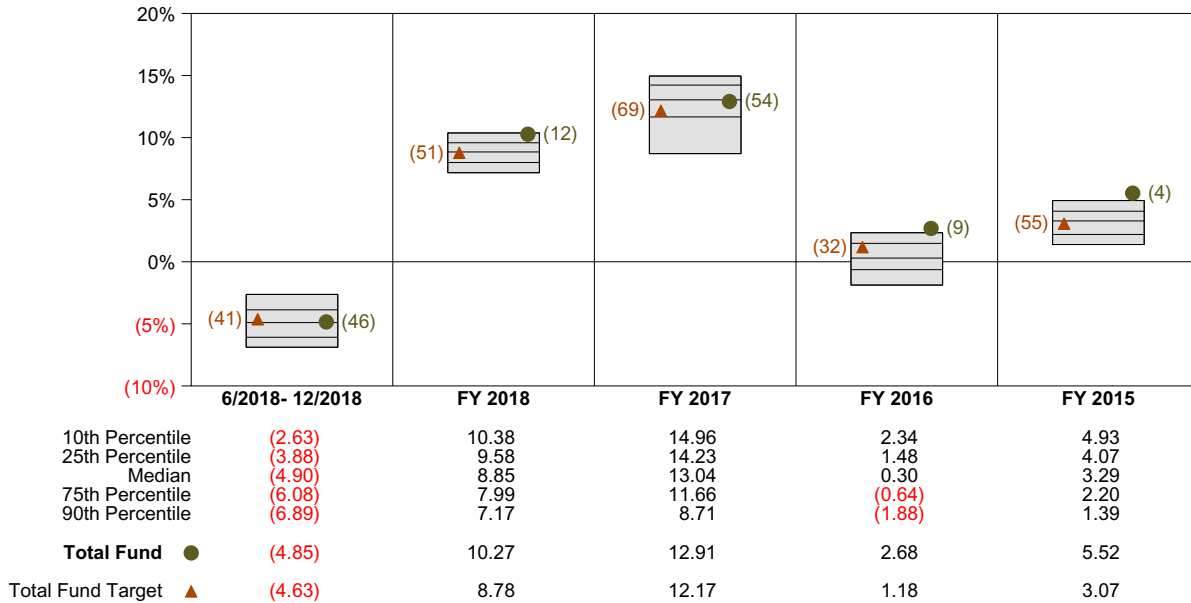 20%
15%
10%
5%
0%
(5%)
(10%)
(41) (46)
(51) (12)
(69) (54)
(32) (9)
(55) (4)
6/2018- 12/2018 FY 2018 FY 2017 FY 2016 FY 2015
10th Percentile (2.63) 10.38 14.96 2.34 4.93
25th Percentile (3.88) 9.58 14.23 1.48 4.07
Median (4.90) 8.85 13.04 0.30 3.29
75th Percentile (6.08) 7.99 11.66 (0.64) 2.20
90th Percentile (6.89) 7.17 8.71 (1.88) 1.39
Total Fund (4.85) 10.27 12.91 2.68 5.52
Total Fund Target (4.63) 8.78 12.17 1.18 3.07